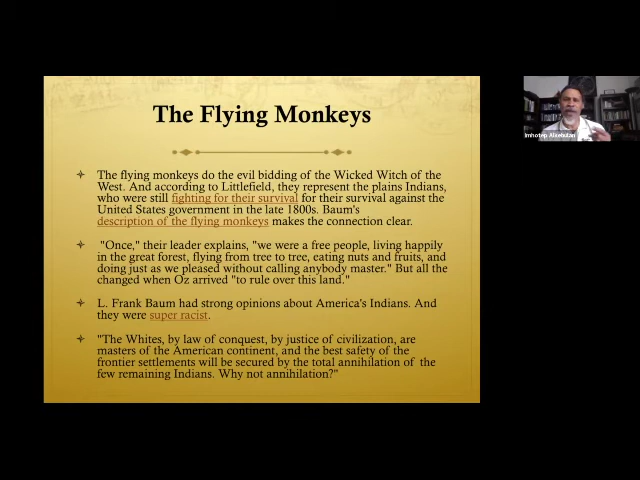 The Flying Monkeys
The flying monkeys do the evil bidding of the Wicked Witch of the
West. And according to Littlefield, they represent the plains Indians,
who were still fighting for their survival for their survival against the
United States government in the late 1800s. Baum's
description of the flying monkeys makes the connection clear.
"Once," their leader explains, "we were a free people, living happily
in the great forest, flying from tree to tree, eating nuts and fruits, and
doing just as we pleased without calling anybody master." But all the
changed when Oz arrived "to rule over this land."
L. Frank Baum had strong opinions about America's Indians. And
they were super racist.
"The Whites, by law of conquest, by justice of civilization, are
masters of the American continent, and the best safety of the
frontier settlements will be secured by the total annihilation of the
few remaining Indians. Why not annihilation?"
Imhotep Alkebulan